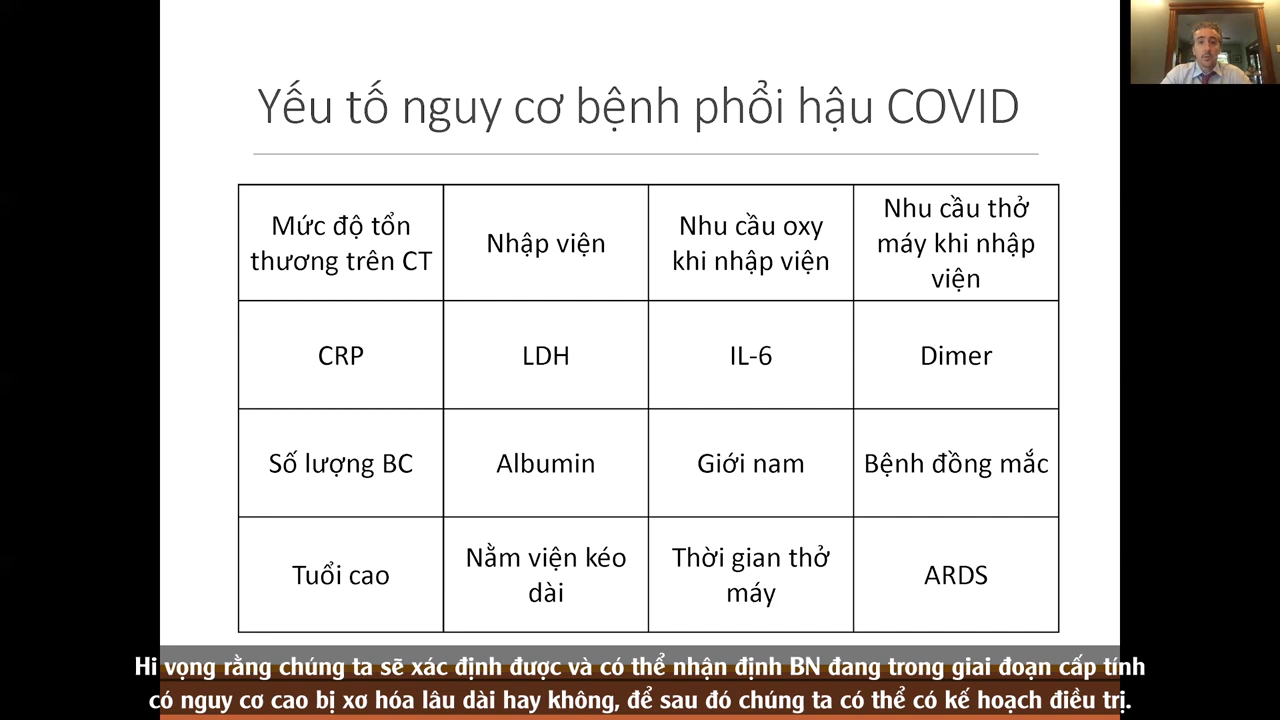 Yếu tố nguy cơ bệnh phổi hậu COVID
Mức độ tổn
thương trên CT
Nhập viện
Nhu cầu oxy
khi nhập viện
Nhu cầu thở
máy khi nhập
viện
CRP
LDH
IL-6
Dimer
Số lượng BC
Albumin
Giới nam
Bệnh đồng mắc
Tuổi cao
Nằm viện kéo
dài
Thời gian thở
máy
ARDS
Hi vọng rằng chúng ta sẽ xác định được và có thể nhận định BN đang trong giai đoạn cấp tính
có nguy cơ cao bị xơ hóa lâu dài hay không, để sau đó chúng ta có thể có kế hoạch điều trị.